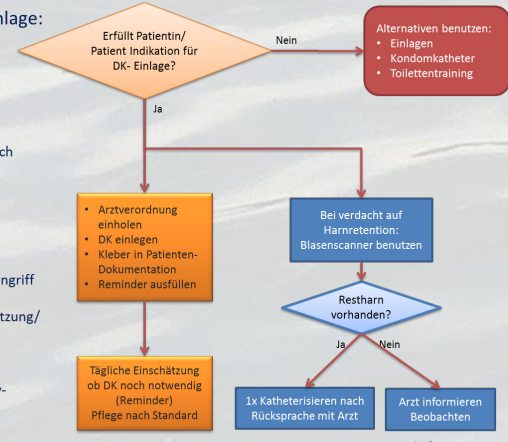 nlage:
Erfüllt Patientin/
Patient Indikation für
DK- Einlage?
Nein
Alternativen benutzen:
• Einlagen
• Kondomkatheter
• Toilettentraining
Ja
ch
• Arztverordnung
einholen
• DK einlegen
• Kleber in Patienten-
Dokumentation
• Reminder ausfüllen
Bei verdacht auf
Harnretention:
Blasenscanner benutzen
ngriff
tzung/
Restharn
vorhanden?
Ja
Nein
Tägliche Einschätzung
ob DK noch notwendig
(Reminder)
Pflege nach Standard
1x Katheterisieren nach
Rücksprache mit Arzt
Arzt informieren
Beobachten